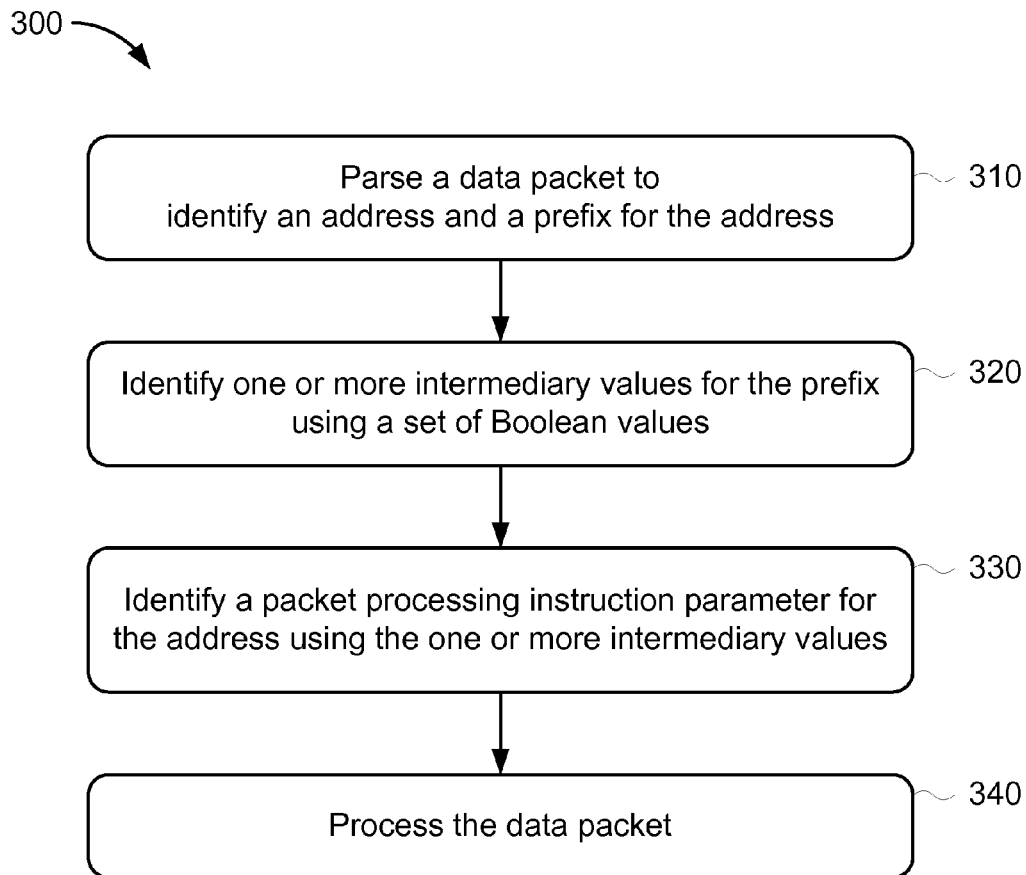 300
Parse a data packet to
identify an address and a prefix for the address
310
Identify one or more intermediary values for the prefix
using a set of Boolean values
320
Identify a packet processing instruction parameter for
the address using the one or more intermediary values
330
Process the data packet
340